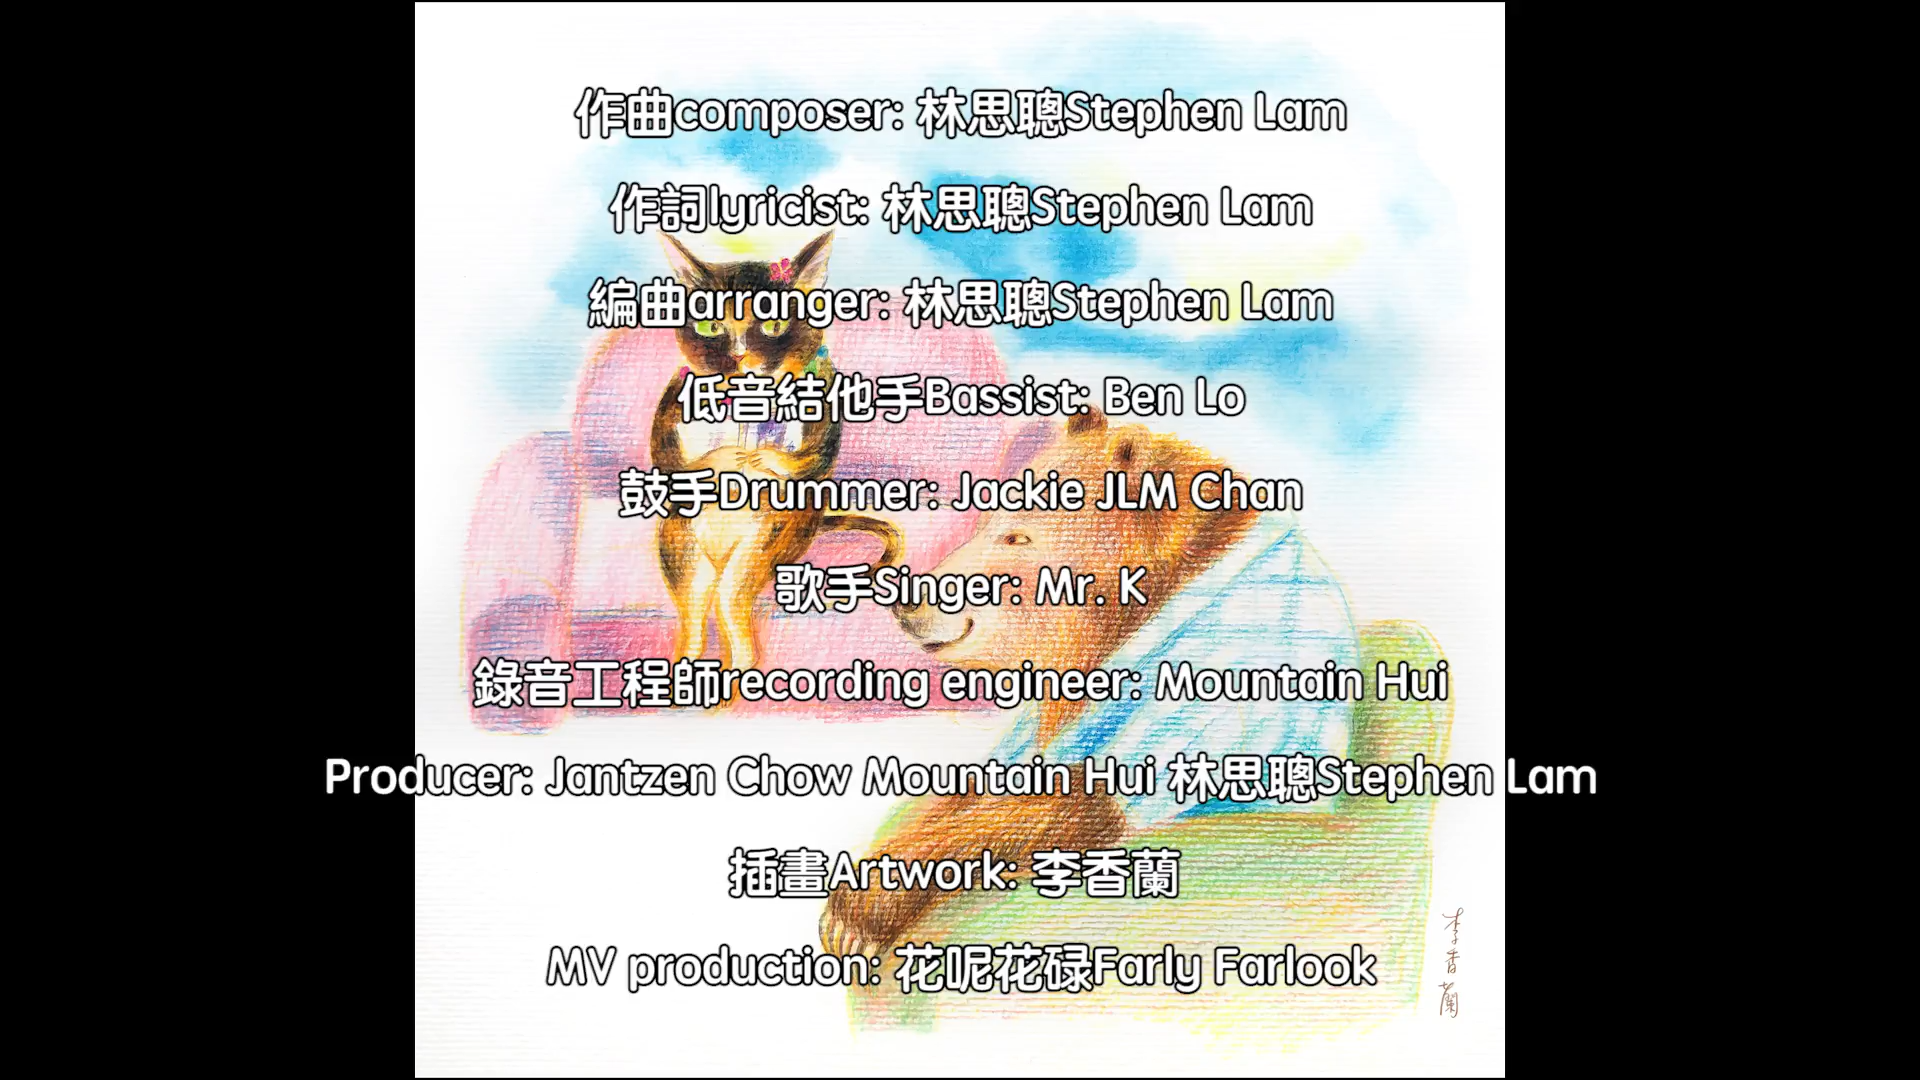 作曲composer: 林思聰Stephen Lam
作詞lyricist: 林思聰Stephen Lam
編曲arranger: 林思聰Stephen Lam
低音結他手Bassist: Ben Lo
鼓手Drummer: Jackie JLM Chan
歌手Singer: Mr. K
錄音工程師recording engineer: Mountain Hui
Producer: Jantzen Chow Mountain Hui 林思聰Stephen Lam
插畫Artwork: 李香蘭
MV production: 花呢花碌Farly Farlook
李香蘭